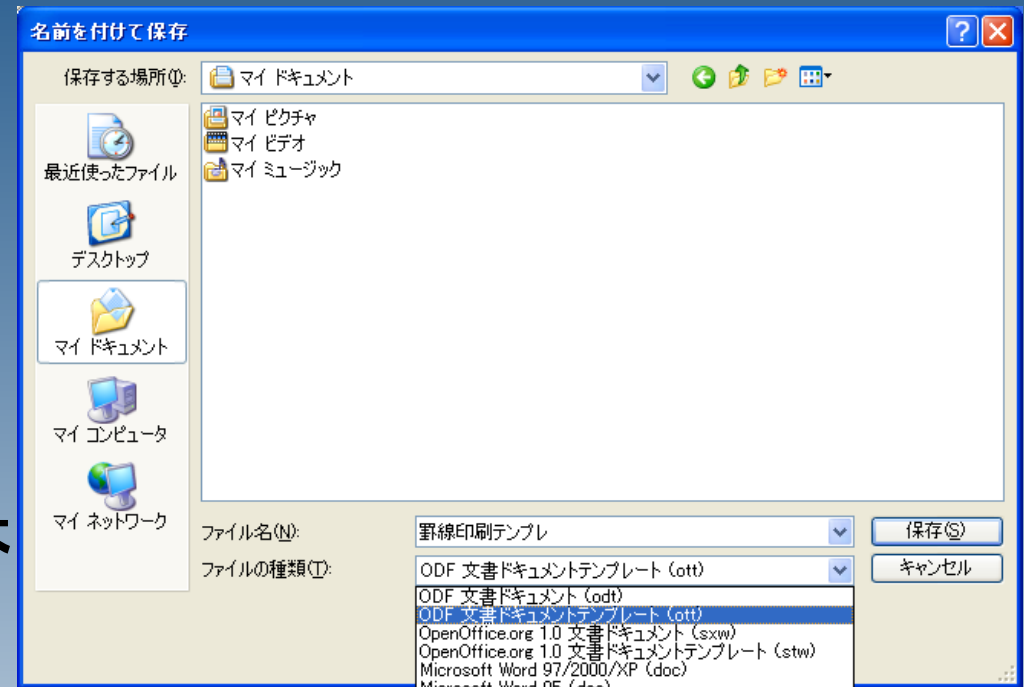 名前を付けて保存
保存する場所(I):
マイ ドキュメント
マイ ピクチャ
マイ ビデオ
マイ ミュージック
最近使ったファイル
デスクトップ
マイ ドキュメント
マイ コンピュータ
マイ ネットワーク
ファイル名(N):
罫線印刷テンプレ
保存(S)
ファイルの種類(T):
ODF 文書ドキュメントテンプレート (ott)
キャンセル
ODF 文書ドキュメント (odt)
ODF 文書ドキュメントテンプレート (ott)
OpenOffice.org 1.0 文書ドキュメント (sxw)
OpenOffice.org 1.0 文書ドキュメントテンプレート (stw)
Microsoft Word 97/2000/XP (doc)
Microsoft Word 95 (doc)